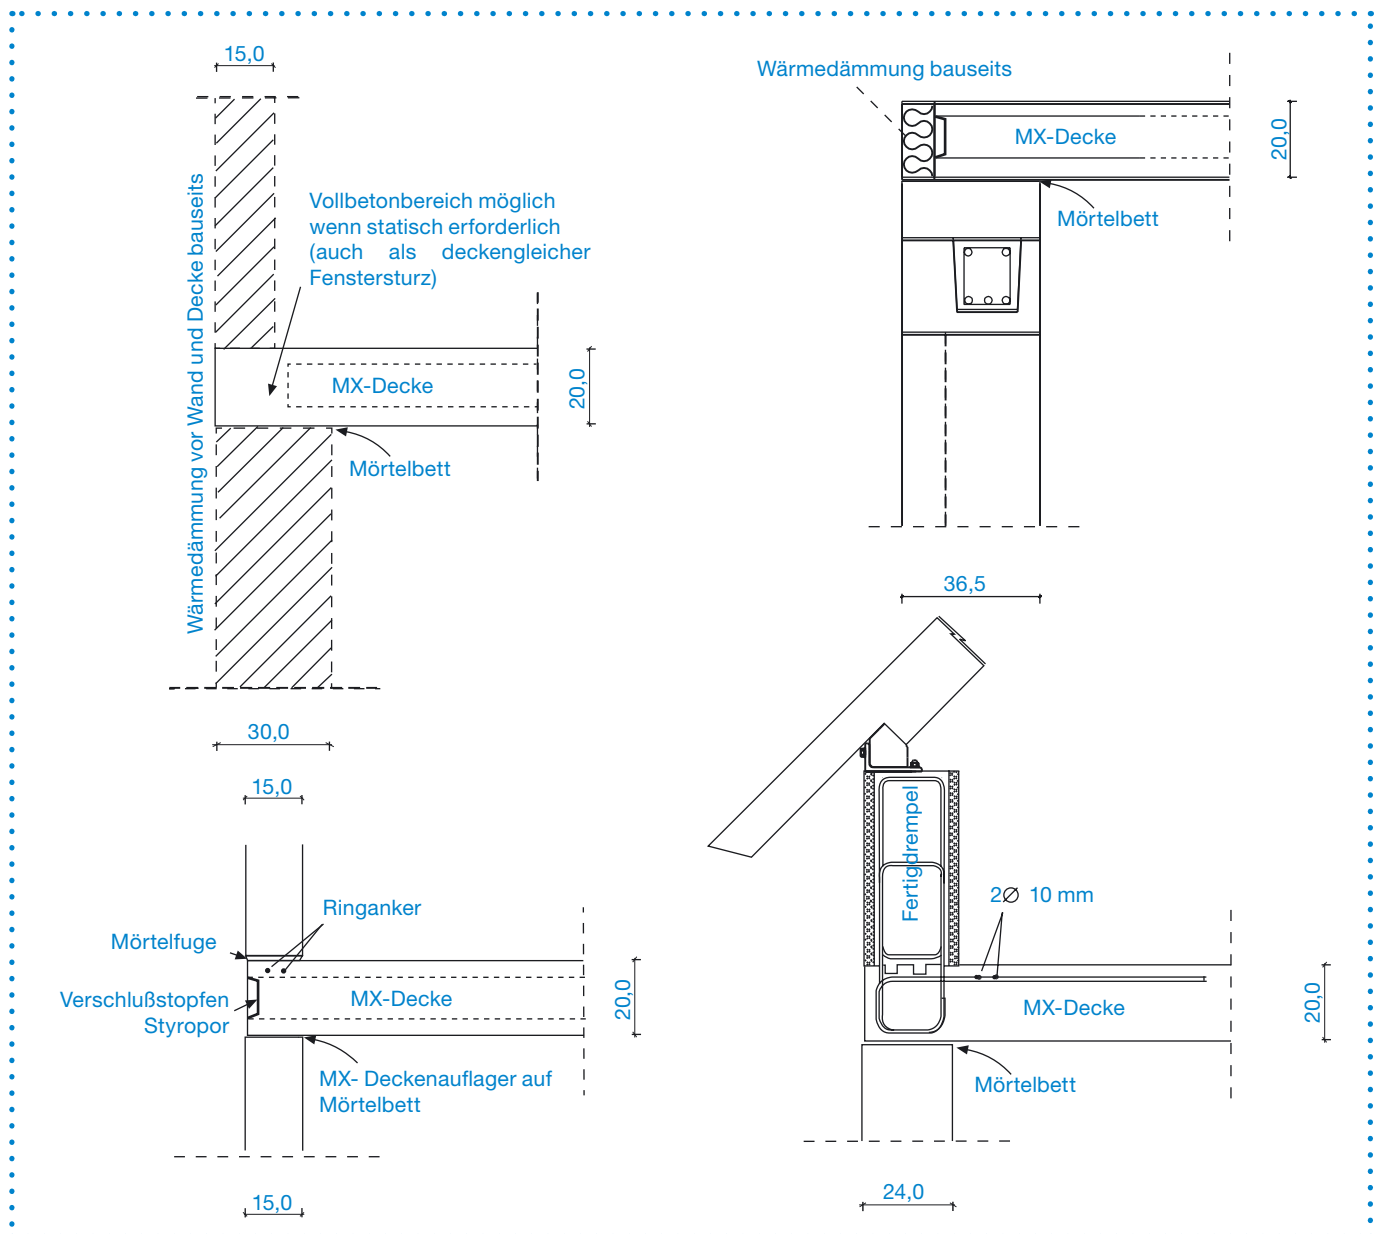 15,0
Wärmedämmung vor Wand und Decke bauseits
Vollbetonbereich möglich
wenn statisch erforderlich
(auch als deckengleicher
Fenstersturz)
MX-Decke
20,0
Mörtelbett
30,0
Wärmedämmung bauseits
MX-Decke
20,0
Mörtelbett
36,5
15,0
Ringanker
Mörtelfuge
Verschlußstopfen
Styropor
MX-Decke
20,0
MX- Deckenauflager auf
Mörtelbett
15,0
Fertigdrempel
2∅ 10 mm
MX-Decke
20,0
Mörtelbett
24,0